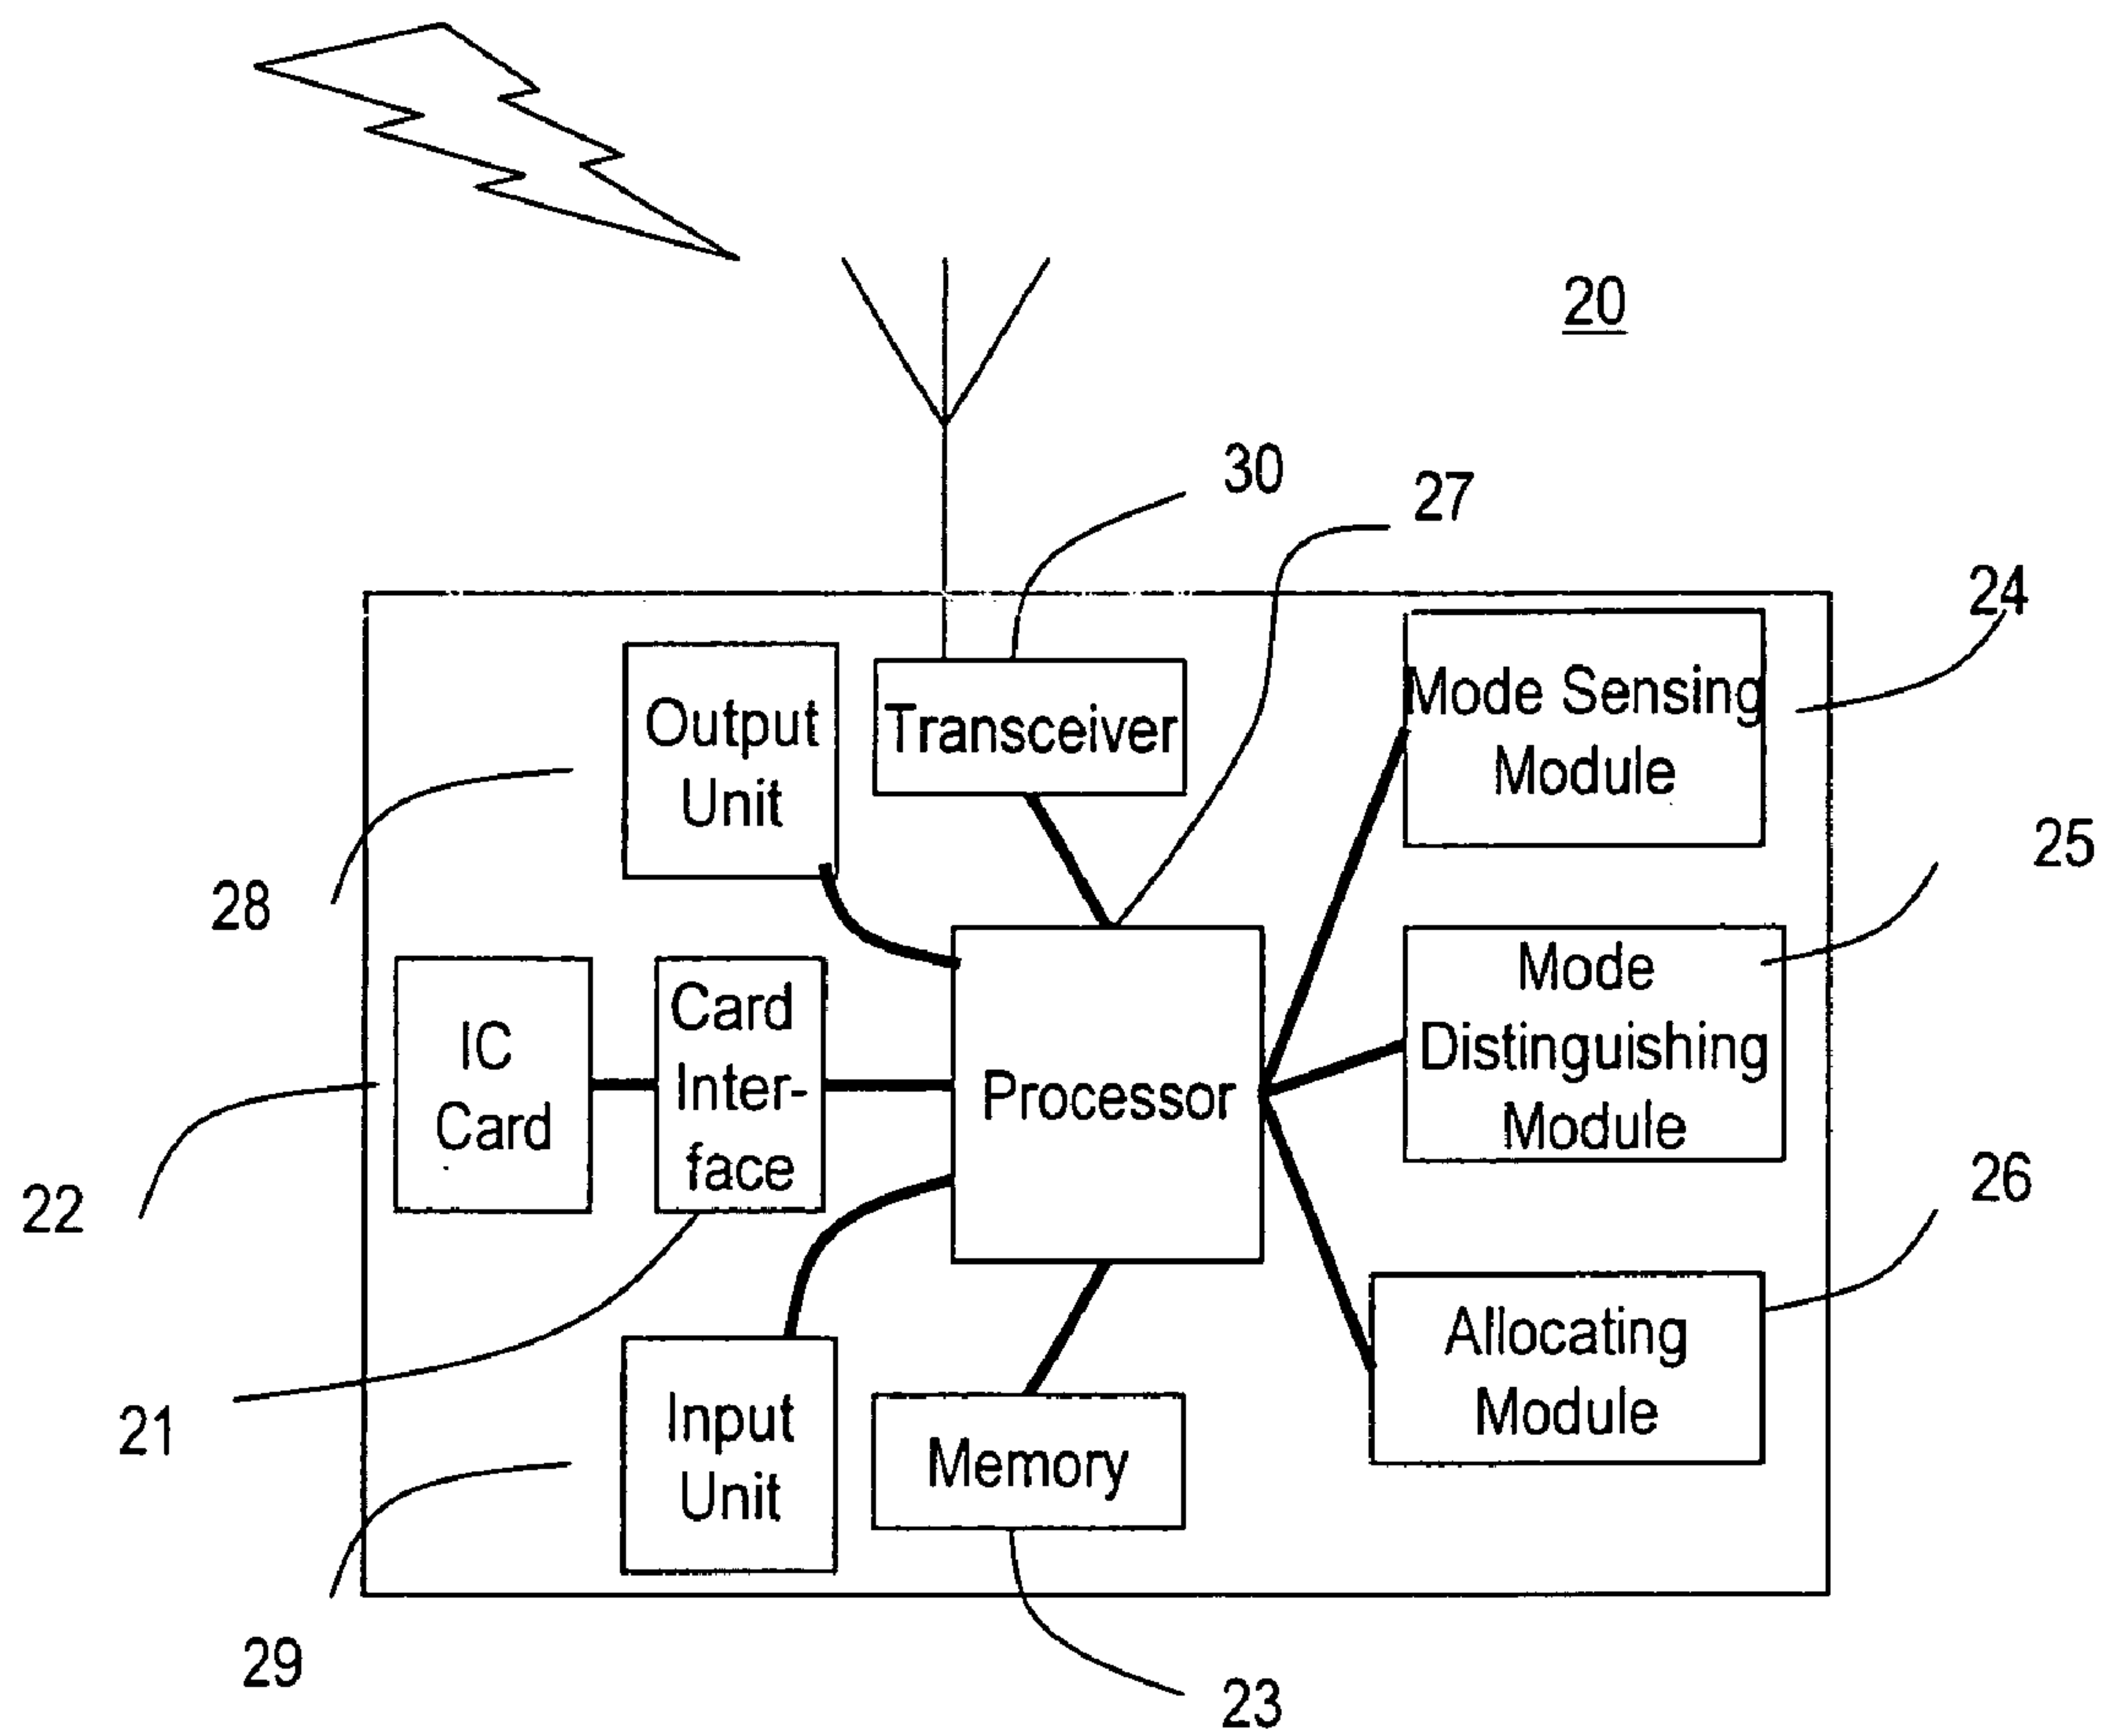 20
30
27
24
Output
Unit
Transceiver
Mode Sensing
Module
25
28
Mode
Distinguishing
Module
IC
Card
Card
Inter-
face
Processor
22
26
21
Allocating
Module
Input
Unit
Memory
29
23